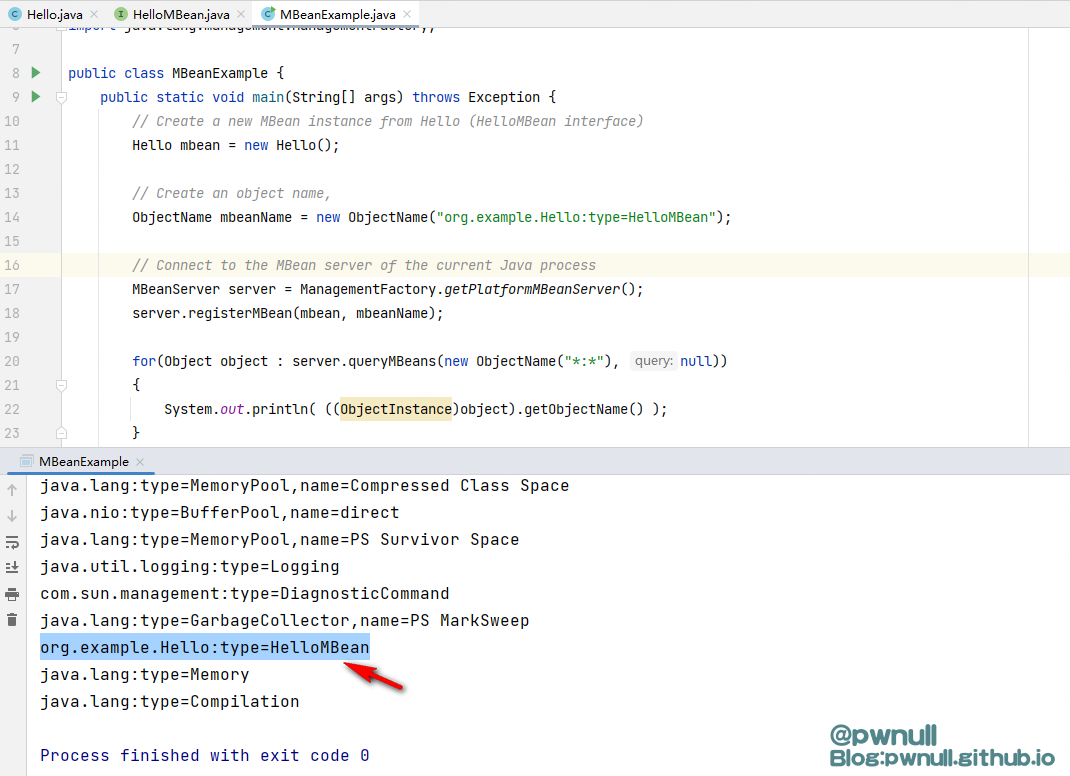 Hello.java HelloMBean.java MBeanExample.java
import java.lang.management.ManagementFactory;
7
8 public class MBeanExample {
9 public static void main(String[] args) throws Exception {
10 // Create a new MBean instance from Hello (HelloMBean interface)
11 Hello mbean = new Hello();
12
13 // Create an object name,
14 ObjectName mbeanName = new ObjectName("org.example.Hello:type=HelloMBean");
15
16 // Connect to the MBean server of the current Java process
17 MBeanServer server = ManagementFactory.getPlatformMBeanServer();
18 server.registerMBean(mbean, mbeanName);
19
20 for(Object object : server.queryMBeans(new ObjectName("*:*"), query: null))
21 {
22 System.out.println( ((ObjectInstance)object).getObjectName() );
23 }
MBeanExample
java.lang:type=MemoryPool,name=Compressed Class Space
java.nio:type=BufferPool,name=direct
java.lang:type=MemoryPool,name=PS Survivor Space
java.util.logging:type=Logging
com.sun.management:type=DiagnosticCommand
java.lang:type=GarbageCollector,name=PS MarkSweep
org.example.Hello:type=HelloMBean
java.lang:type=Memory
java.lang:type=Compilation
Process finished with exit code 0
@pwnull
Blog:pwnull.github.io